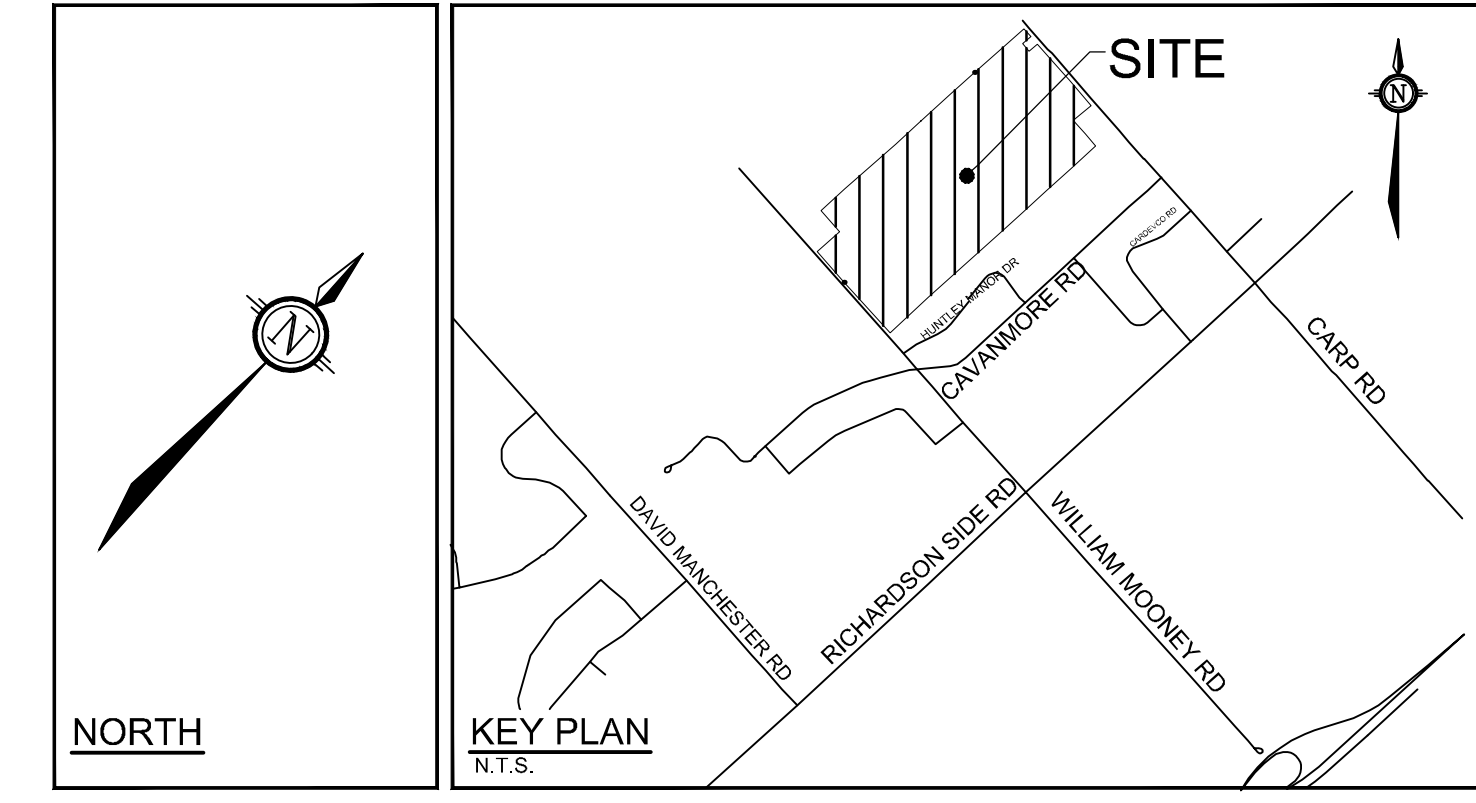 N
NORTH
SITE
N
CARDEVCO RD
HUNTLEY MANOR DR
CAVANMORE RD
CARP RD
DAVID MANCHESTER RD
RICHARDSON SIDE RD
WILLIAM MOONEY RD
KEY PLAN
N.T.S.